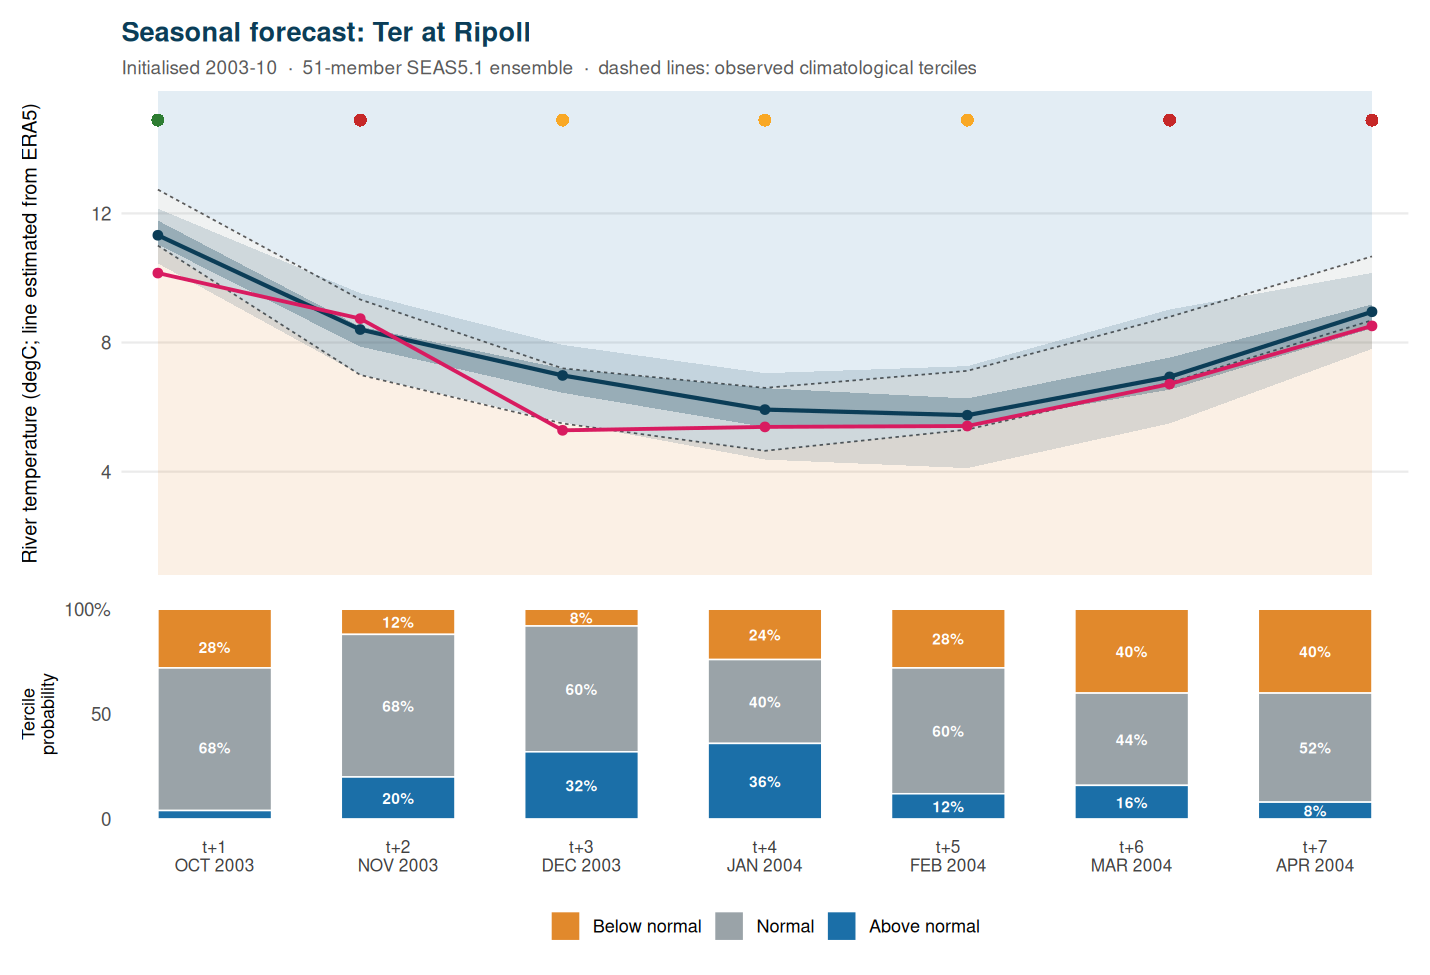 Seasonal forecast: Ter at Ripoll
Initialised 2003-10 · 51-member SEAS5.1 ensemble · dashed lines: observed climatological terciles
River temperature (degC; line estimated from ERA5)
12
8
4
Tercile
probability
100%
50
0
28%
68%
12%
68%
20%
8%
60%
32%
24%
40%
36%
28%
60%
12%
40%
44%
16%
40%
52%
8%
t+1
OCT 2003
t+2
NOV 2003
t+3
DEC 2003
t+4
JAN 2004
t+5
FEB 2004
t+6
MAR 2004
t+7
APR 2004
Below normal
Normal
Above normal